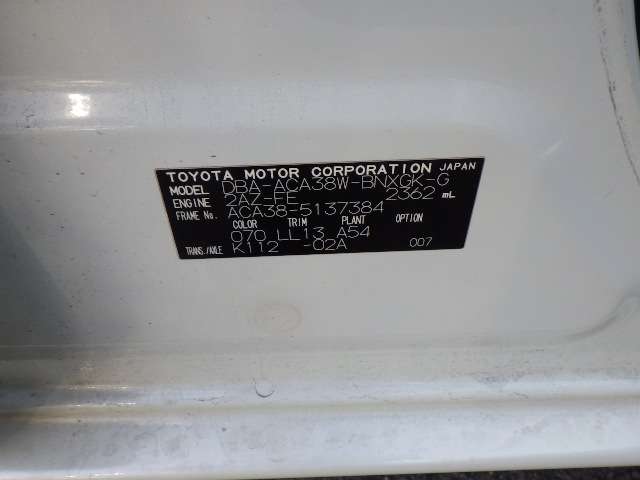 TOYOTA MOTOR CORPORATION JAPAN
MODEL DBA-ACA38W-BNXGK-G
ENGINE 2AZ-FE 2362 mL
FRAME No. ACA38-5137384
COLOR TRIM PLANT OPTION
070 LL13 A54
TRANS./AXLE K112 -02A 007